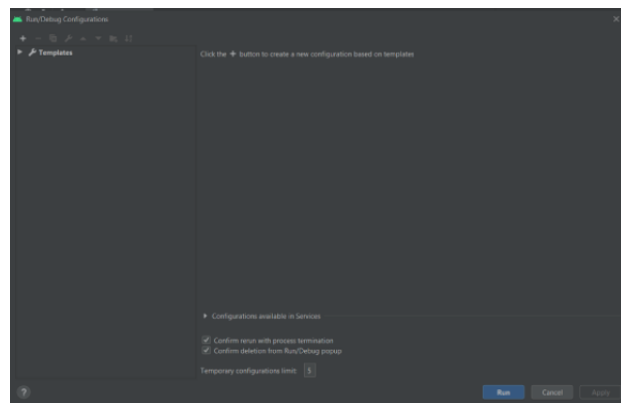 Run/Debug Configurations
Templates
Click the + button to create a new configuration based on templates
Configurations available in Services
Confirm rerun with process termination
Confirm deletion from Run/Debug popup
Temporary configurations limit: 5
?
Run Cancel Apply